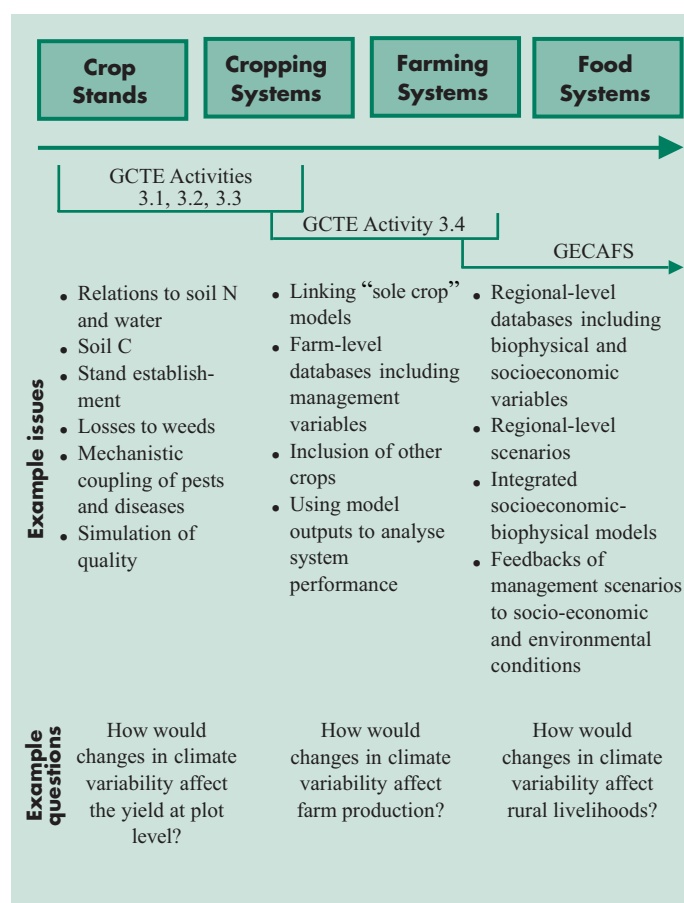 Crop
Stands
Cropping
Systems
Farming
Systems
Food
Systems
GCTE Activities
3.1, 3.2, 3.3
GCTE Activity 3.4
GECAFS
Example issues
• Relations to soil N
and water
• Soil C
• Stand establish-
ment
• Losses to weeds
• Mechanistic
coupling of pests
and diseases
• Simulation of
quality
• Linking “sole crop”
models
• Farm-level
databases including
management
variables
• Inclusion of other
crops
• Using model
outputs to analyse
system
performance
• Regional-level
databases including
biophysical and
socioeconomic
variables
• Regional-level
scenarios
• Integrated
socioeconomic-
biophysical models
• Feedbacks of
management scenarios
to socio-economic
and environmental
conditions
Example
questions
How would
changes in climate
variability affect
the yield at plot
level?
How would
changes in climate
variability affect
farm production?
How would
changes in climate
variability affect
rural livelihoods?